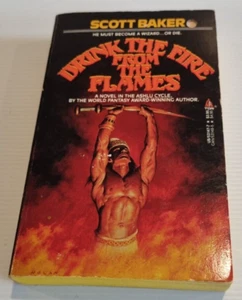 SCOTT BAKER
HE MUST BECOME A WIZARD...OR DIE.
DRINK THE FIRE
FROM
THE
FLAMES
A NOVEL IN THE ASHLU CYCLE,
BY THE WORLD FANTASY AWARD-WINNING AUTHOR.